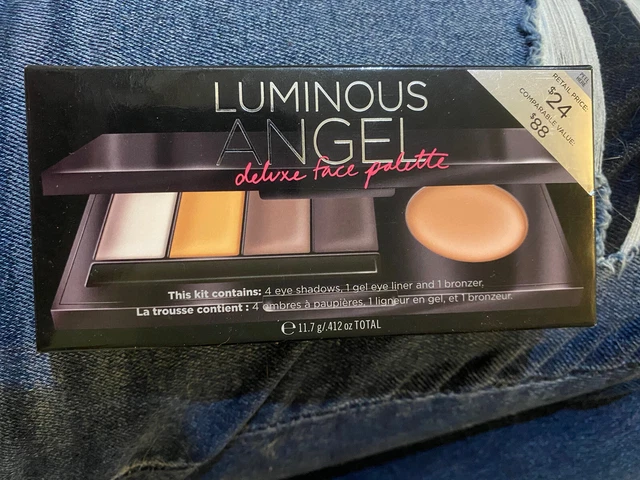 LUMINOUS
ANGEL
deluxe face palette
PEEL
HERE
RETAIL PRICE:
$24
COMPARABLE VALUE:
$88
This kit contains: 4 eye shadows, 1 gel eye liner and 1 bronzer.
La trousse contient : 4 ombres à paupières, 1 ligneur en gel, et 1 bronzeur.
℮ 11.7 g/.412 oz TOTAL